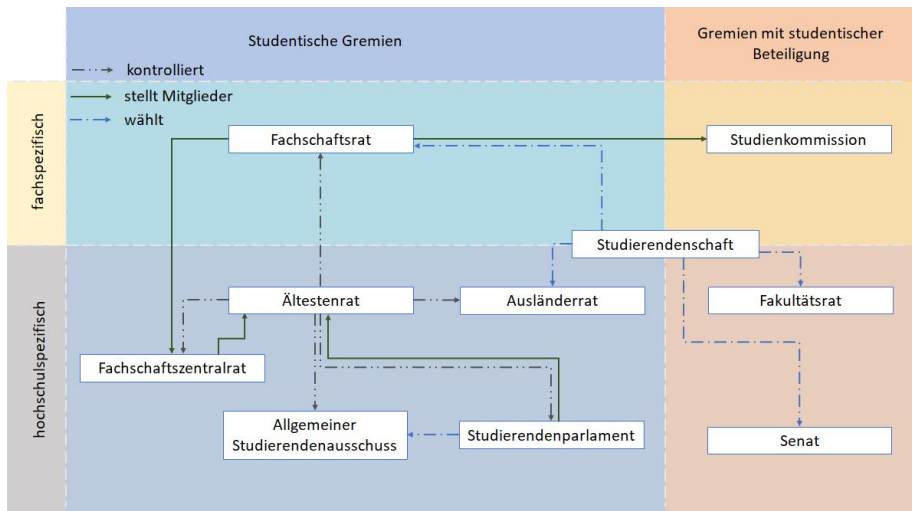 Studentische Gremien
Gremien mit studentischer
Beteiligung
kontrolliert
stellt Mitglieder
wählt
fachspezifisch
Fachschaftsrat
Studienkommission
Studierendenschaft
hochschulspezifisch
Ältestenrat
Ausländerrat
Fakultätsrat
Fachschaftszentralrat
Allgemeiner
Studierendenausschuss
Studierendenparlament
Senat